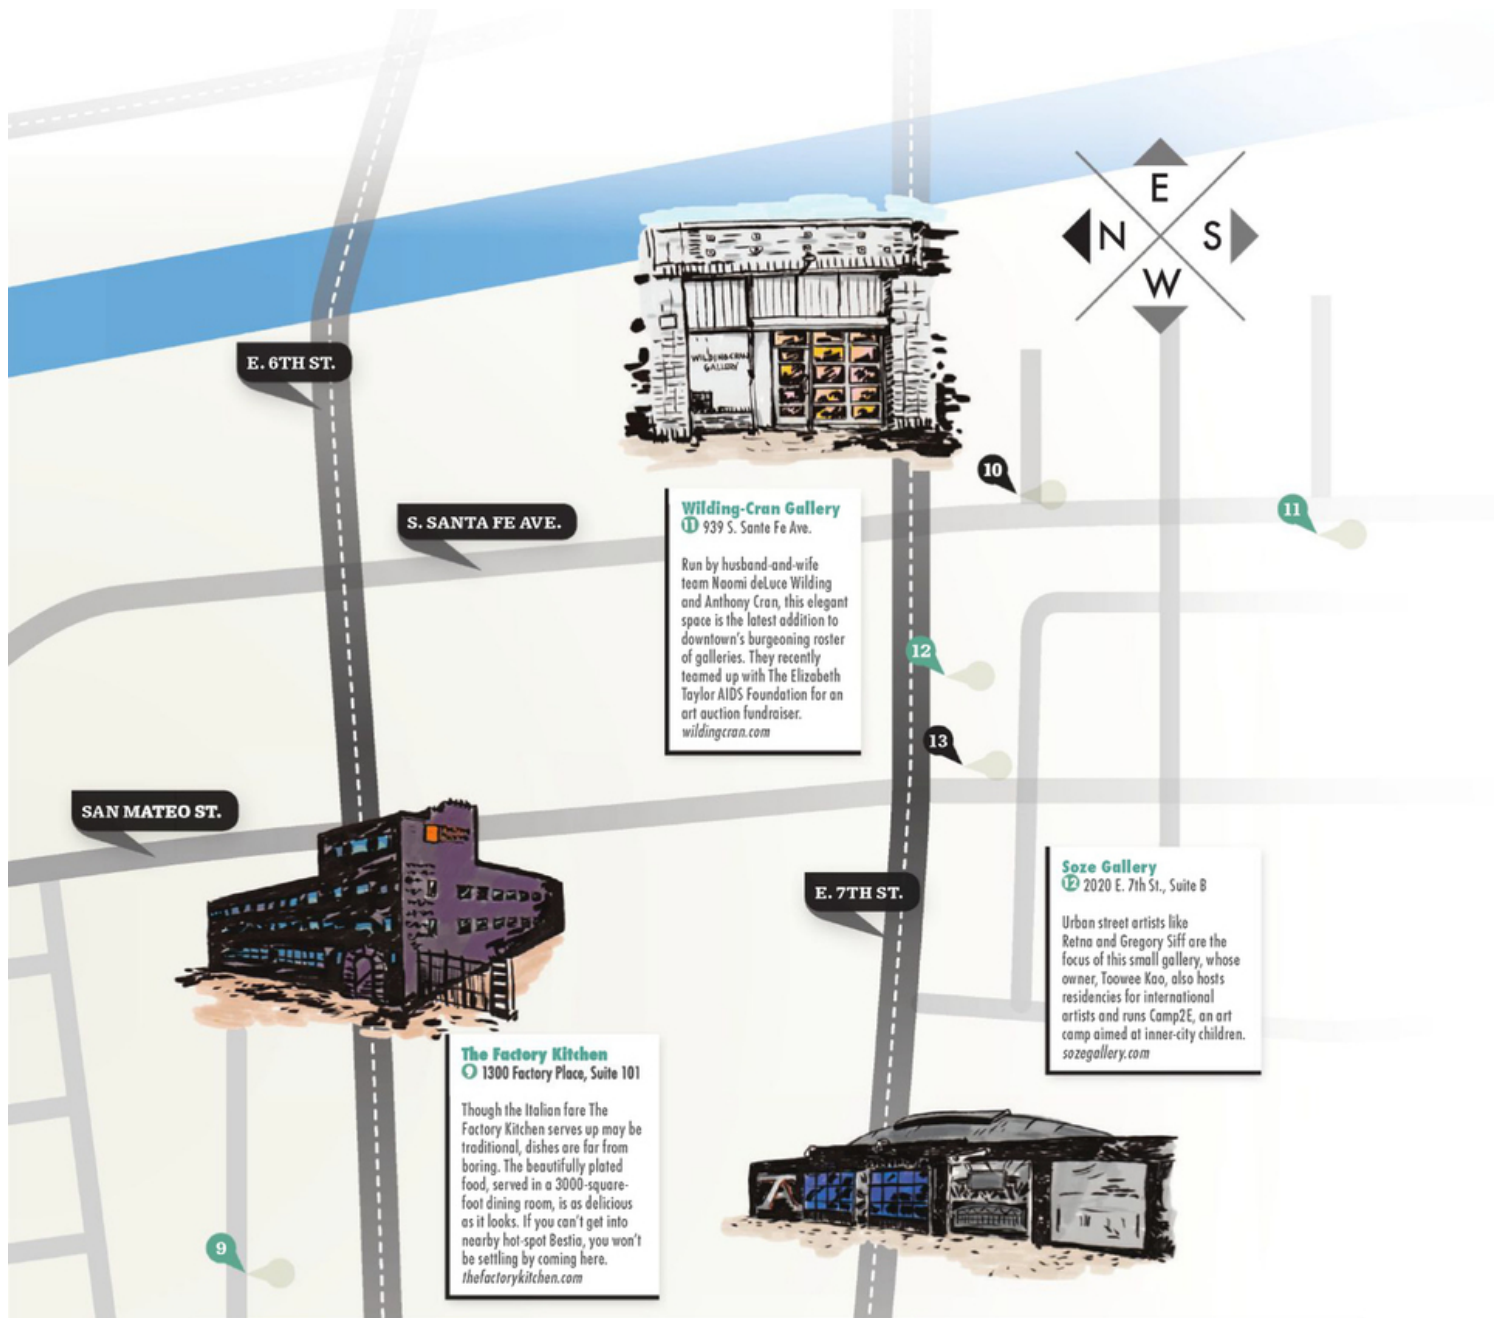 E
N
S
W
E. 6TH ST.
WILDING CRAN
GALLERY
10
S. SANTA FE AVE.
11
Wilding-Cran Gallery
11 939 S. Sante Fe Ave.
Run by husband-and-wife
team Naomi deLuce Wilding
and Anthony Cran, this elegant
space is the latest addition to
downtown's burgeoning roster
of galleries. They recently
teamed up with The Elizabeth
Taylor AIDS Foundation for an
art auction fundraiser.
wildingcran.com
12
13
SAN MATEO ST.
E. 7TH ST.
Soze Gallery
12 2020 E. 7th St., Suite B
Urban street artists like
Retna and Gregory Siff are the
focus of this small gallery, whose
owner, Toowee Kao, also hosts
residencies for international
artists and runs Camp2E, an art
camp aimed at inner-city children.
sozegallery.com
The Factory Kitchen
9 1300 Factory Place, Suite 101
Though the Italian fare The
Factory Kitchen serves up may be
traditional, dishes are far from
boring. The beautifully plated
food, served in a 3000-square-
foot dining room, is as delicious
as it looks. If you can't get into
nearby hot-spot Bestia, you won't
be settling by coming here.
thefactorykitchen.com
9